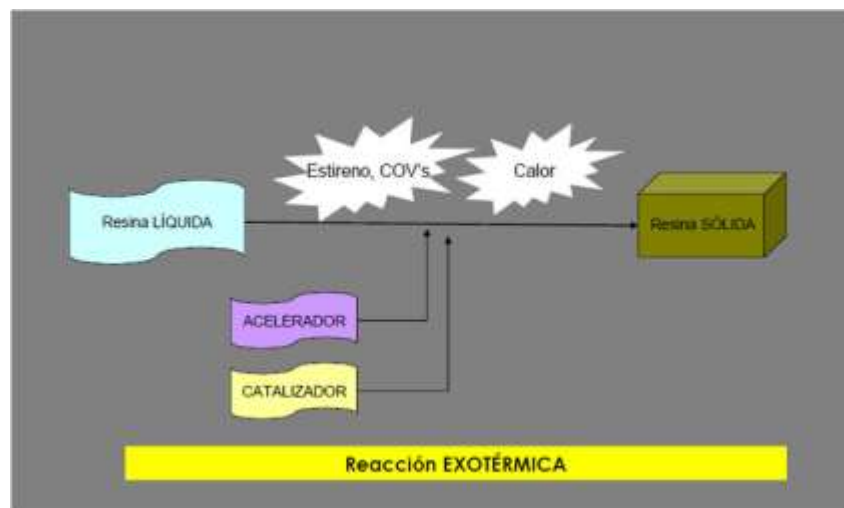 Estireno, COV's
Calor
Resina LÍQUIDA
Resina SÓLIDA
ACELERADOR
CATALIZADOR
Reacción EXOTÉRMICA